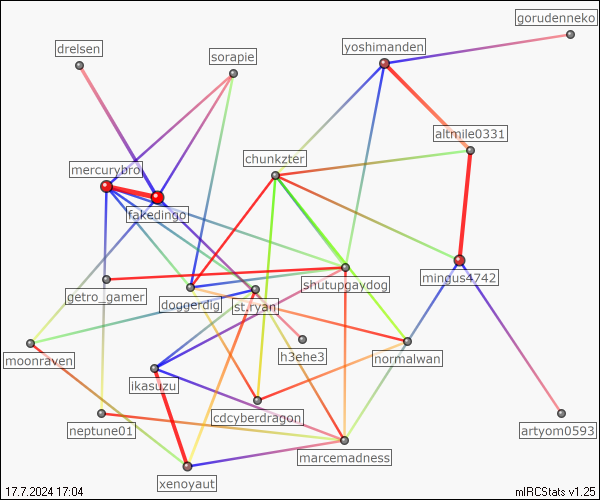 gorudenneko
drelsen
yoshimanden
sorapie
altmile0331
chunkzter
mercurybro
fakedingo
mingus4742
shutupgaydog
getro_gamer
doggerdig
st.ryan
h3ehe3
normalwan
moonraven
ikasuzu
cdcyberdragon
neptune01
artyom0593
marcemadness
xenoyaut
17.7.2024 17:04
mIRCStats v1.25